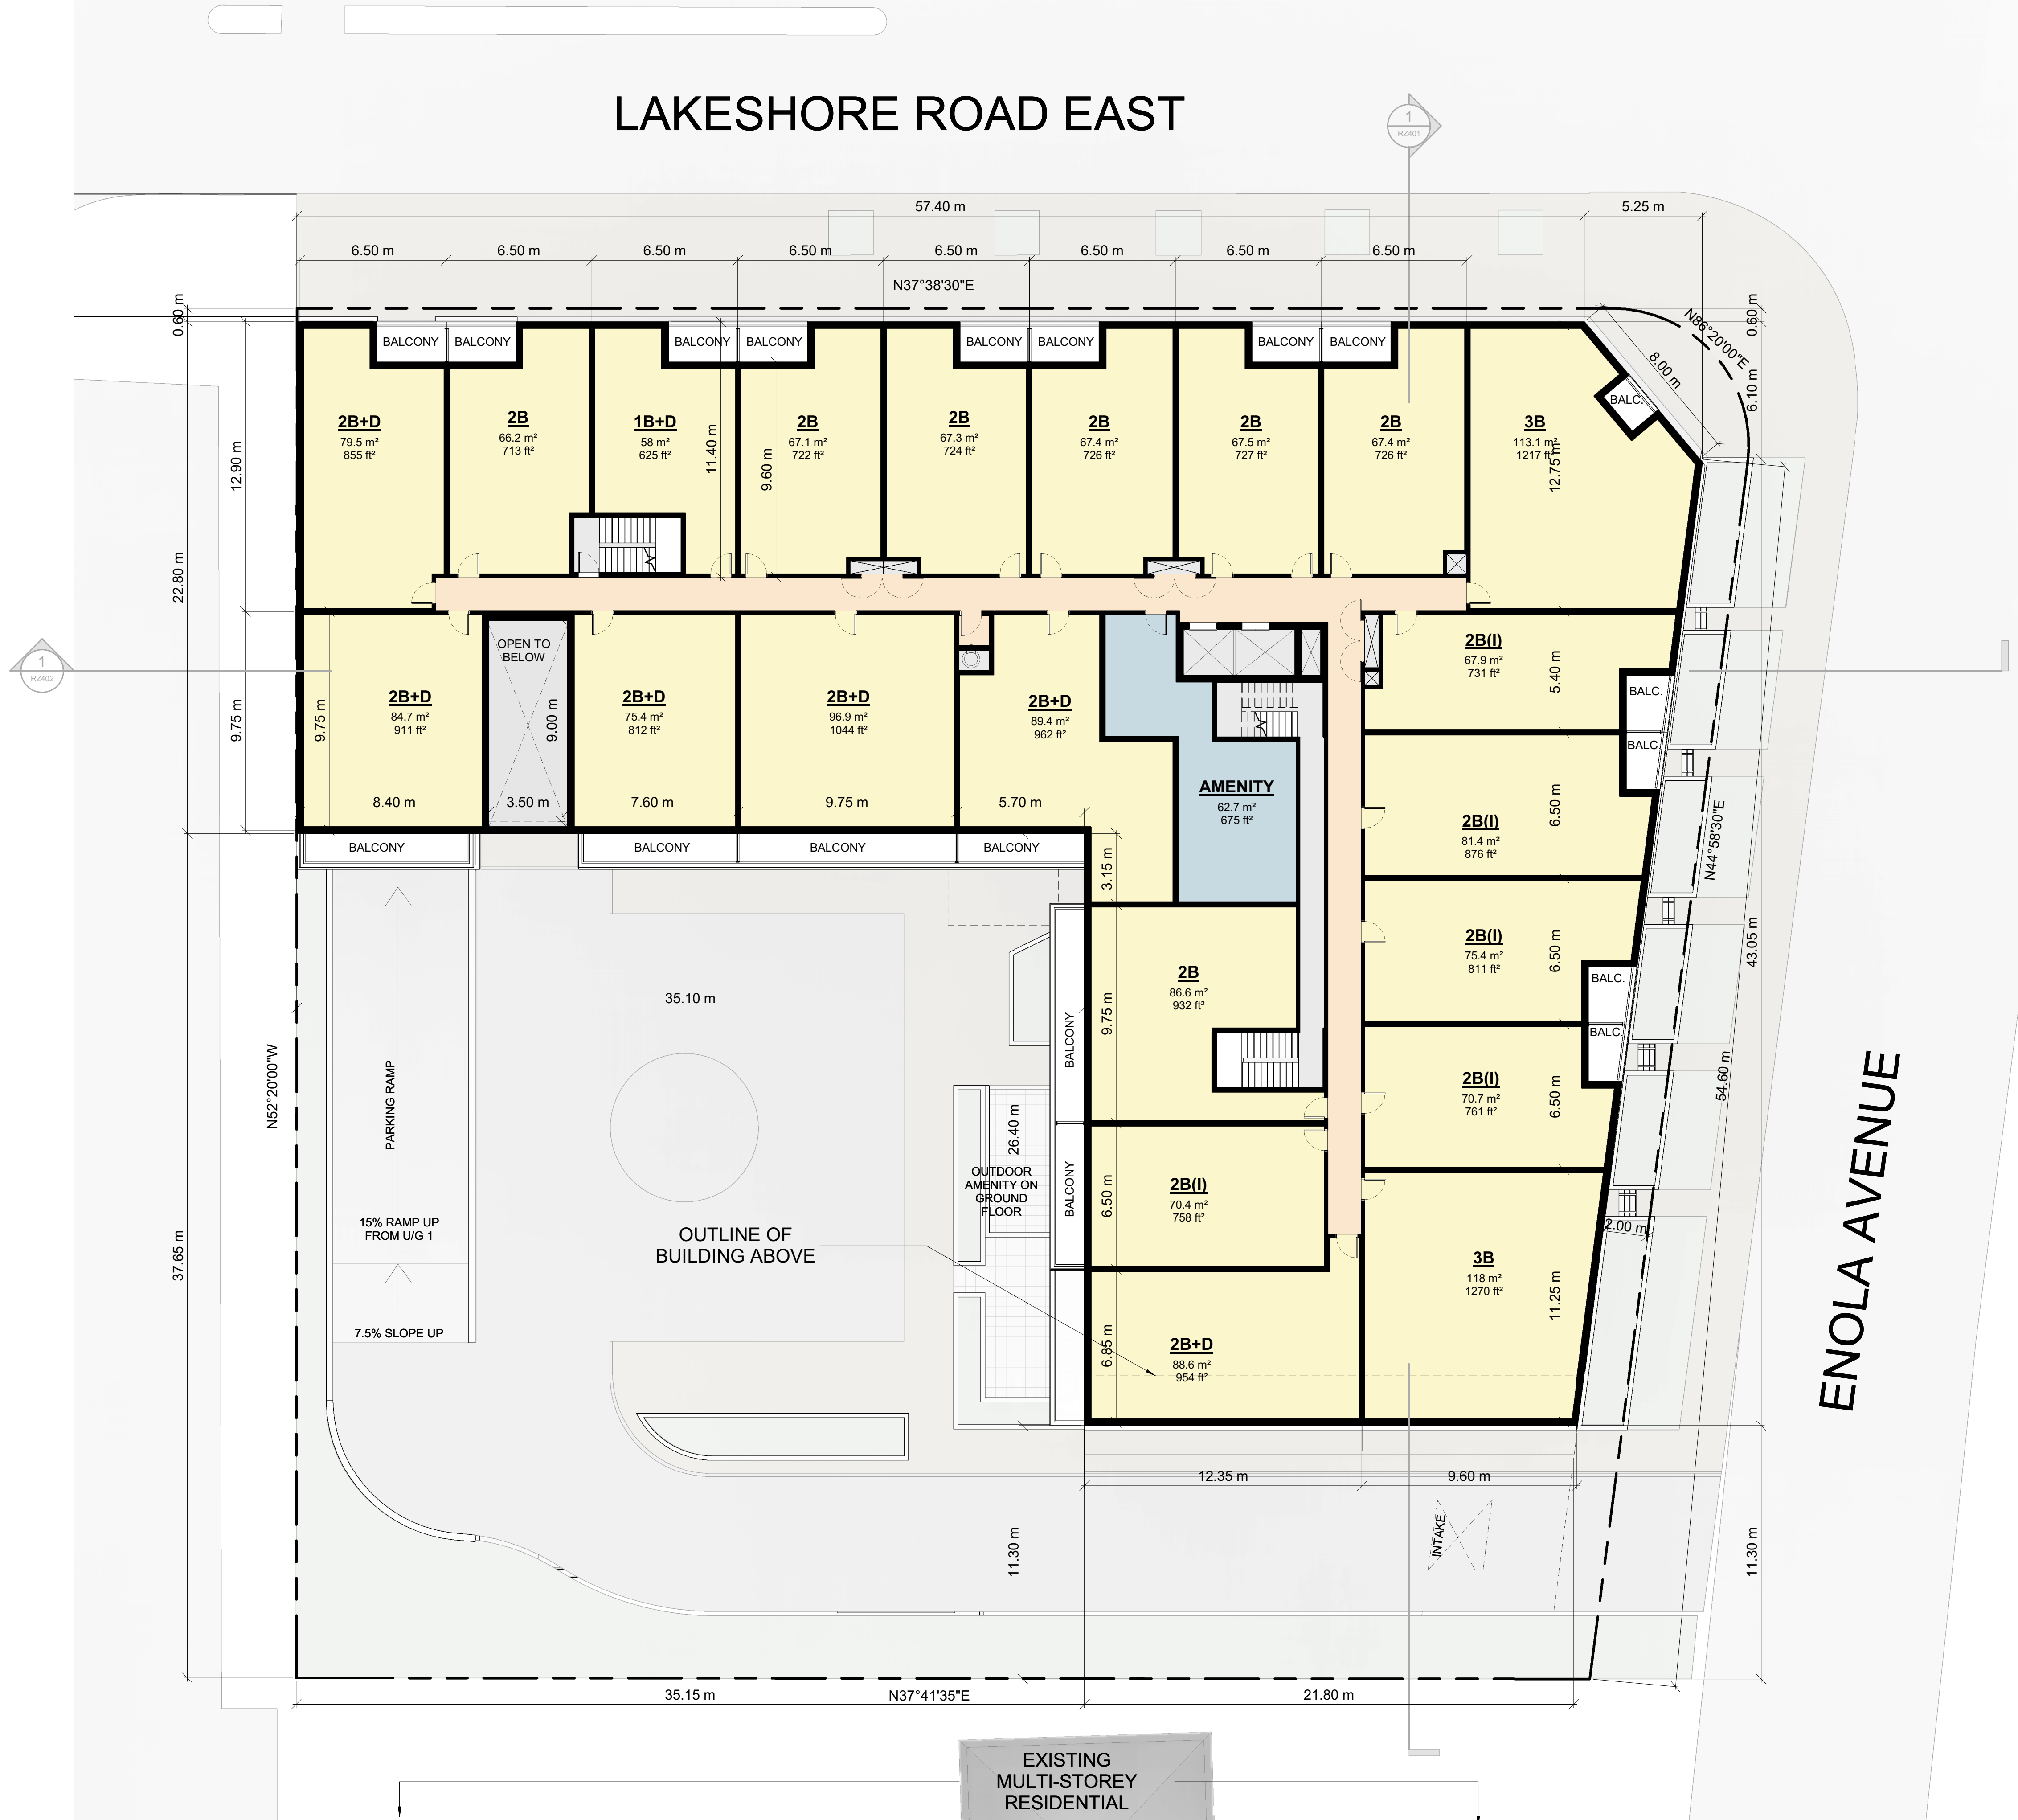 LAKESHORE ROAD EAST
1
RZ401
57.40 m
5.25 m
6.50 m
6.50 m
6.50 m
6.50 m
6.50 m
6.50 m
6.50 m
6.50 m
N37°38'30"E
0.60 m
0.60 m
N86°20'00"E
8.00 m
6.10 m
BALCONY
BALCONY
BALCONY
BALCONY
BALCONY
BALCONY
BALCONY
BALCONY
BALC.
2B+D
79.5 m²
855 ft²
2B
66.2 m²
713 ft²
1B+D
58 m²
625 ft²
11.40 m
2B
67.1 m²
722 ft²
9.60 m
2B
67.3 m²
724 ft²
2B
67.4 m²
726 ft²
2B
67.5 m²
727 ft²
2B
67.4 m²
726 ft²
3B
113.1 m²
1217 ft²
12.75 m
12.90 m
22.80 m
1
RZ402
9.75 m
9.75 m
2B+D
84.7 m²
911 ft²
8.40 m
OPEN TO
BELOW
9.00 m
3.50 m
2B+D
75.4 m²
812 ft²
7.60 m
2B+D
96.9 m²
1044 ft²
9.75 m
2B+D
89.4 m²
962 ft²
5.70 m
AMENITY
62.7 m²
675 ft²
2B(I)
67.9 m²
731 ft²
5.40 m
BALC.
BALC.
2B(I)
81.4 m²
876 ft²
6.50 m
N44°58'30"E
BALCONY
BALCONY
BALCONY
BALCONY
3.15 m
2B(I)
75.4 m²
811 ft²
6.50 m
43.05 m
BALC.
BALC.
2B
86.6 m²
932 ft²
9.75 m
BALCONY
35.10 m
2B(I)
70.7 m²
761 ft²
6.50 m
54.60 m
ENOLA AVENUE
N52°20'00"W
PARKING RAMP
26.40 m
OUTDOOR
AMENITY ON
GROUND
FLOOR
BALCONY
6.50 m
2B(I)
70.4 m²
758 ft²
15% RAMP UP
FROM U/G 1
OUTLINE OF
BUILDING ABOVE
2.00 m
3B
118 m²
1270 ft²
11.25 m
37.65 m
7.5% SLOPE UP
6.85 m
2B+D
88.6 m²
954 ft²
12.35 m
9.60 m
INTAKE
11.30 m
11.30 m
35.15 m
N37°41'35"E
21.80 m
EXISTING
MULTI-STOREY
RESIDENTIAL